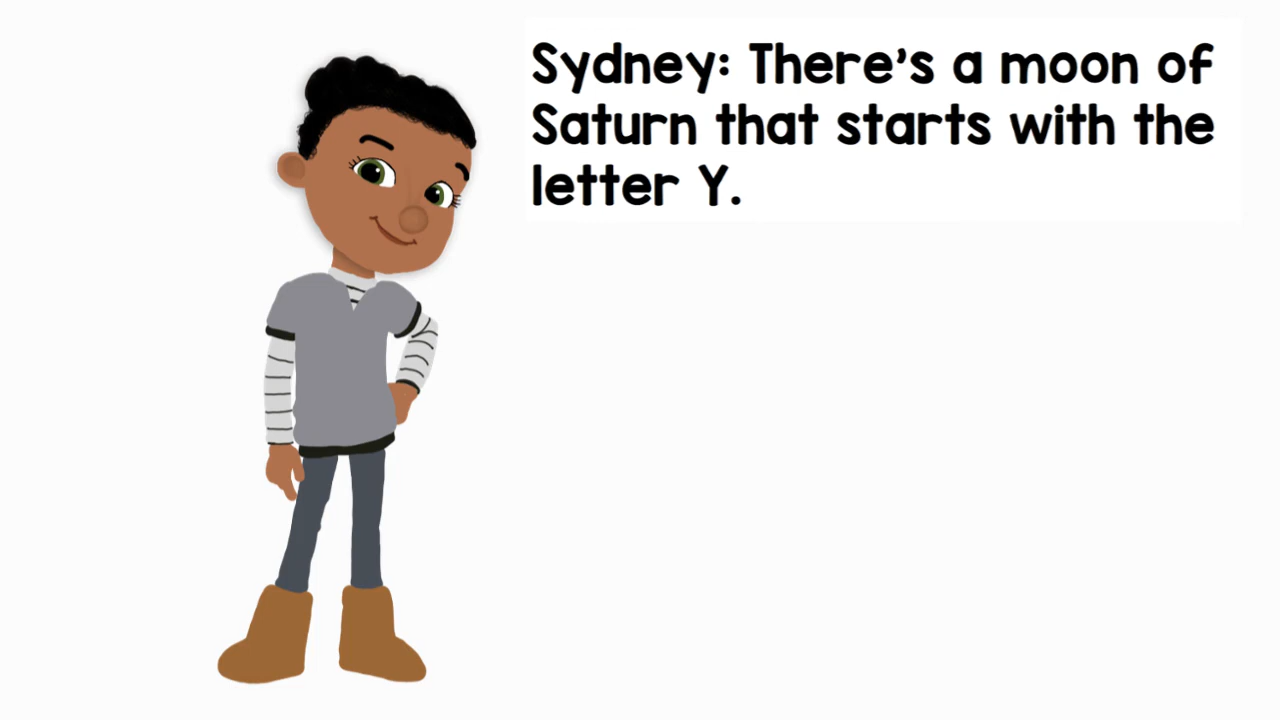 Sydney: There's a moon of
Saturn that starts with the
letter Y.